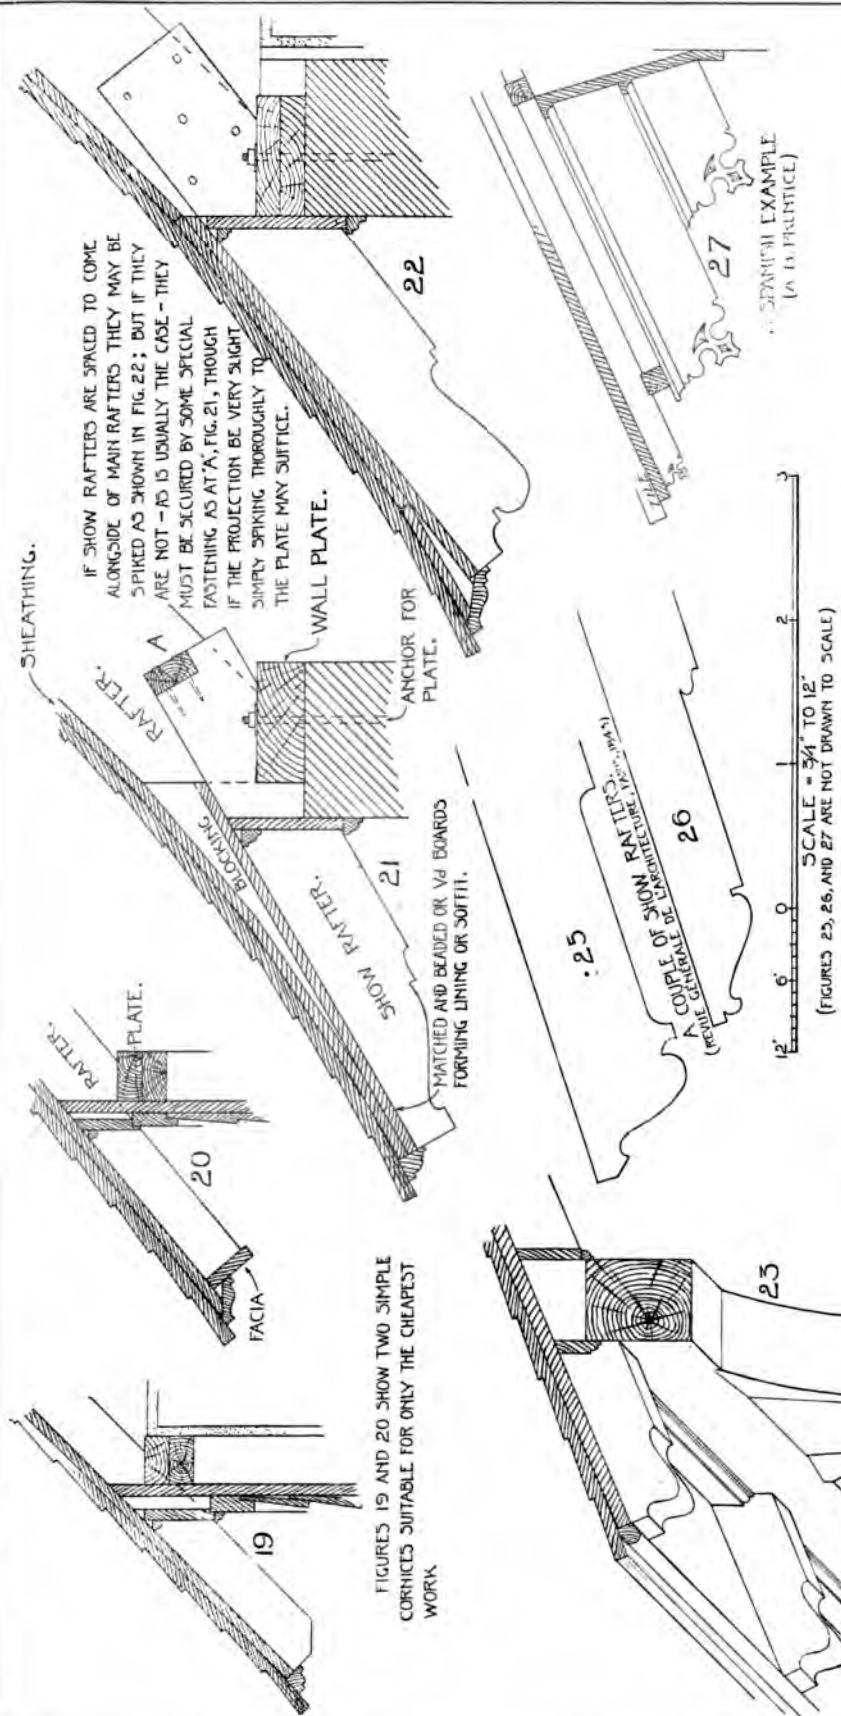 19
FIGURES 19 AND 20 SHOW TWO SIMPLE
CORNICES SUITABLE FOR ONLY THE CHEAPEST
WORK
FACIA
20
RAFTER.
PLATE.
SHEATHING.
RAFTER.
A
BLOCKING
SHOW RAFTER.
21
WALL PLATE.
ANCHOR FOR
PLATE.
MATCHED AND BEADED OR V'd BOARDS
FORMING LINING OR SOFFIT.
IF SHOW RAFTERS ARE SPACED TO COME
ALONGSIDE OF MAIN RAFTERS THEY MAY BE
SPIKED AS SHOWN IN FIG. 22; BUT IF THEY
ARE NOT - AS IS USUALLY THE CASE - THEY
MUST BE SECURED BY SOME SPECIAL
FASTENING AS AT "A", FIG. 21, THOUGH
IF THE PROJECTION BE VERY SLIGHT
SIMPLY SPIKING THOROUGHLY TO
THE PLATE MAY SUFFICE.
22
23
.25
A COUPLE OF SHOW RAFTERS.
(REVUE GÉNÉRALE DE L'ARCHITECTURE,
26
12" 6" 0 1 2 3
SCALE = 3/4" TO 12"
(FIGURES 25, 26, AND 27 ARE NOT DRAWN TO SCALE)
27
SPANISH EXAMPLE
PRENTICE)